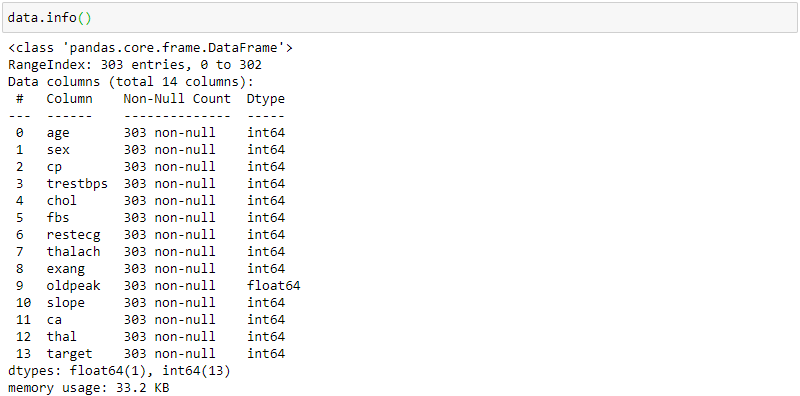 data.info()
<class 'pandas.core.frame.DataFrame'>
RangeIndex: 303 entries, 0 to 302
Data columns (total 14 columns):
 #   Column    Non-Null Count  Dtype
---  ------    --------------  -----
 0   age       303 non-null    int64
 1   sex       303 non-null    int64
 2   cp        303 non-null    int64
 3   trestbps  303 non-null    int64
 4   chol      303 non-null    int64
 5   fbs       303 non-null    int64
 6   restecg   303 non-null    int64
 7   thalach   303 non-null    int64
 8   exang     303 non-null    int64
 9   oldpeak   303 non-null    float64
 10  slope     303 non-null    int64
 11  ca        303 non-null    int64
 12  thal      303 non-null    int64
 13  target    303 non-null    int64
dtypes: float64(1), int64(13)
memory usage: 33.2 KB